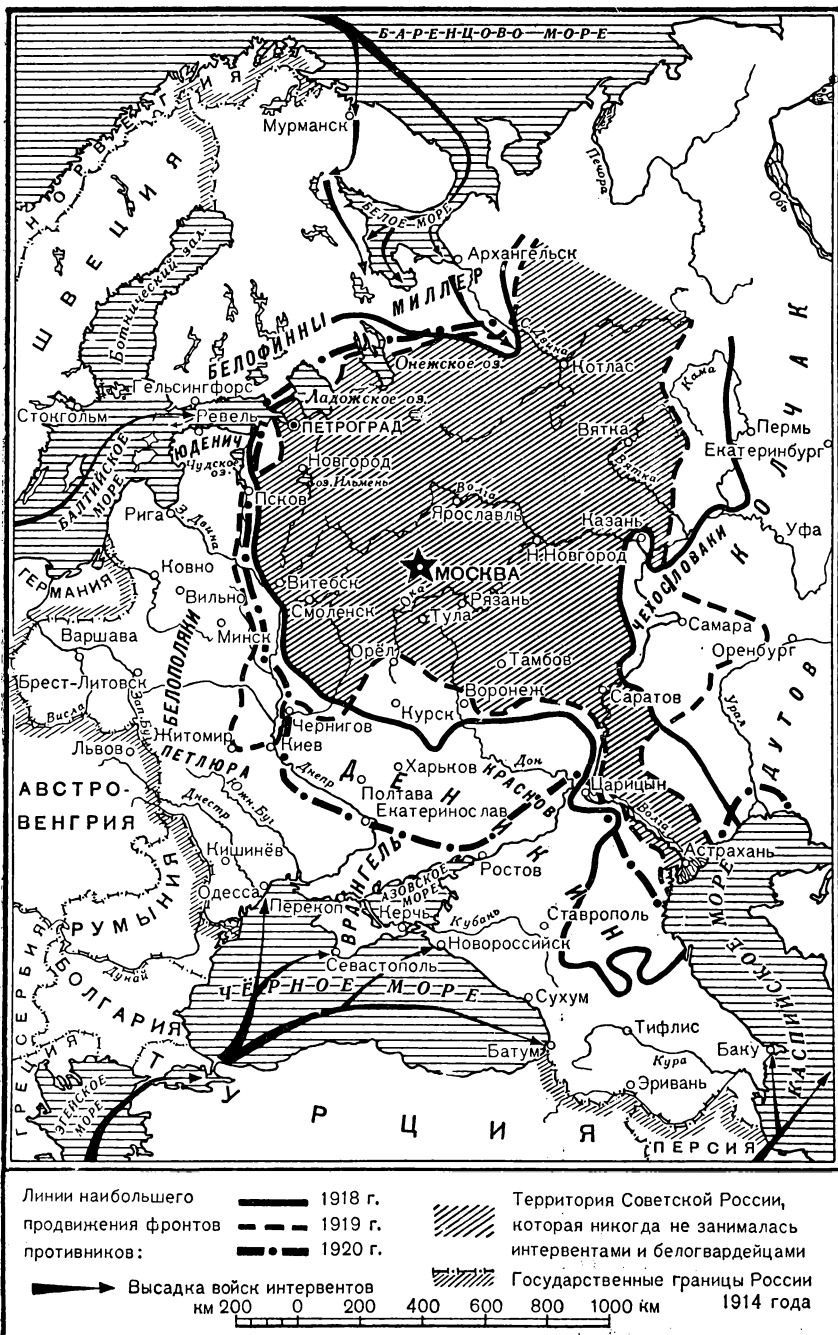 БАРЕНЦОВО МОРЕ
НОРВЕГИЯ
ШВЕЦИЯ
Мурманск
Печора
Обь
БЕЛОЕ МОРЕ
Архангельск
МИЛЛЕР
Ботнический зал.
БЕЛОФИННЫ
Онежское оз.
С. Двина
Котлас
Кама
КОЛЧАК
Гельсингфорс
Ладожское оз.
Стокгольм
Ревель
ПЕТРОГРАД
Вятка
Пермь
Екатеринбург
ЮДЕНИЧ
Чудское
оз.
Новгород
оз. Ильмень
Вятка
БАЛТИЙСКОЕ
МОРЕ
Псков
Волга
Ярославль
Рига
З. Двина
Казань
Н. Новгород
Уфа
МОСКВА
ГЕРМАНИЯ
Ковно
Вильно
Витебск
Смоленск
Ока
Рязань
Тула
ЧЕХОСЛОВАКИ
Варшава
Минск
Самара
Оренбург
БЕЛОПОЛЯКИ
Орёл
Тамбов
Брест-Литовск
Воронеж
Саратов
Висла
Зап. Буг
Курск
Урал
ДУТОВ
Житомир
Чернигов
Львов
ПЕТЛЮРА
Киев
Днепр
Харьков
Дон
КРАСНОВ
АВСТРО-
ВЕНГРИЯ
Южн. Буг
Полтава
Царицын
Днестр
Екатеринослав
Волга
ДЕНИКИН
Кишинёв
Астрахань
ВРАНГЕЛЬ
Ростов
Одесса
РУМЫНИЯ
Перекоп
АЗОВСКОЕ
МОРЕ
Керчь
Кубань
Ставрополь
СЕРБИЯ
БОЛГАРИЯ
Дунай
Новороссийск
Севастополь
ЧЁРНОЕ МОРЕ
Сухум
КАСПИЙСКОЕ МОРЕ
ГРЕЦИЯ
Тифлис
Батум
Кура
Баку
ЭГЕЙСКОЕ
МОРЕ
Эривань
ТУРЦИЯ
ПЕРСИЯ
Линии наибольшего
продвижения фронтов
противников:
1918 г.
1919 г.
1920 г.
Территория Советской России,
которая никогда не занималась
интервентами и белогвардейцами
Высадка войск интервентов
Государственные границы России
1914 года
км 200 0 200 400 600 800 1000 км